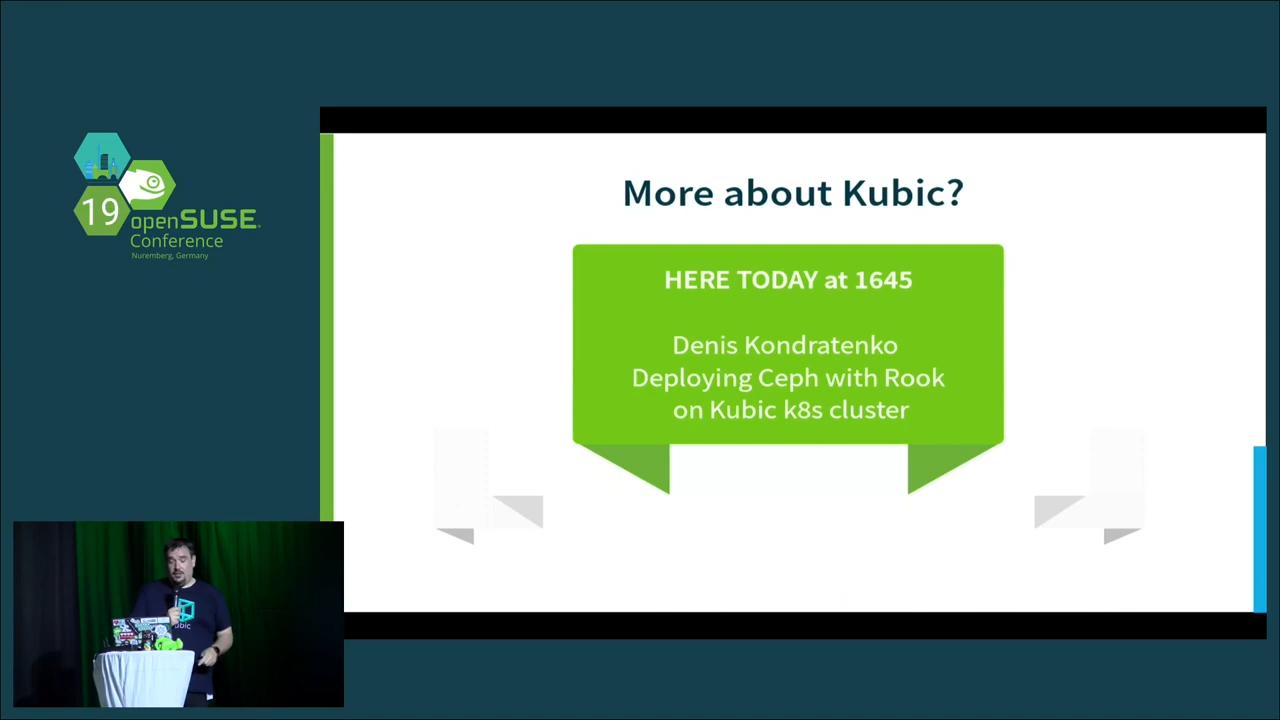 19
openSUSE
Conference
Nuremberg, Germany
More about Kubic?
HERE TODAY at 1645
Denis Kondratenko
Deploying Ceph with Rook
on Kubic k8s cluster